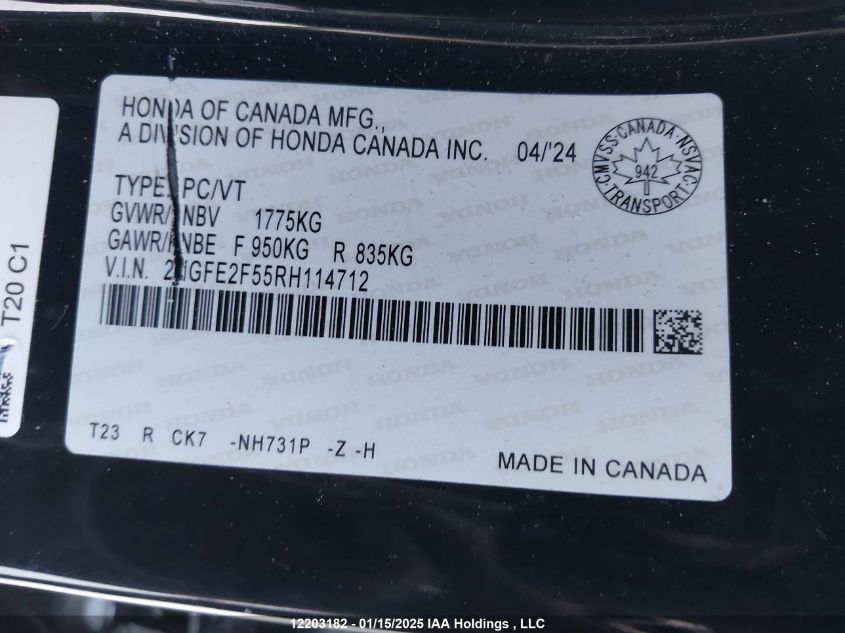 HONDA OF CANADA MFG.,
A DIVISION OF HONDA CANADA INC. 04/'24
CMVSS·CANADA·NSVAC
942
TRANSPORT
TYPE: PC/VT
GVWR/PNBV 1775KG
GAWR/PNBE F 950KG R 835KG
V.I.N. 2HGFE2F55RH114712
T23 R CK7 -NH731P -Z -H
MADE IN CANADA
T20 C1
12203182 - 01/15/2025 IAA Holdings , LLC